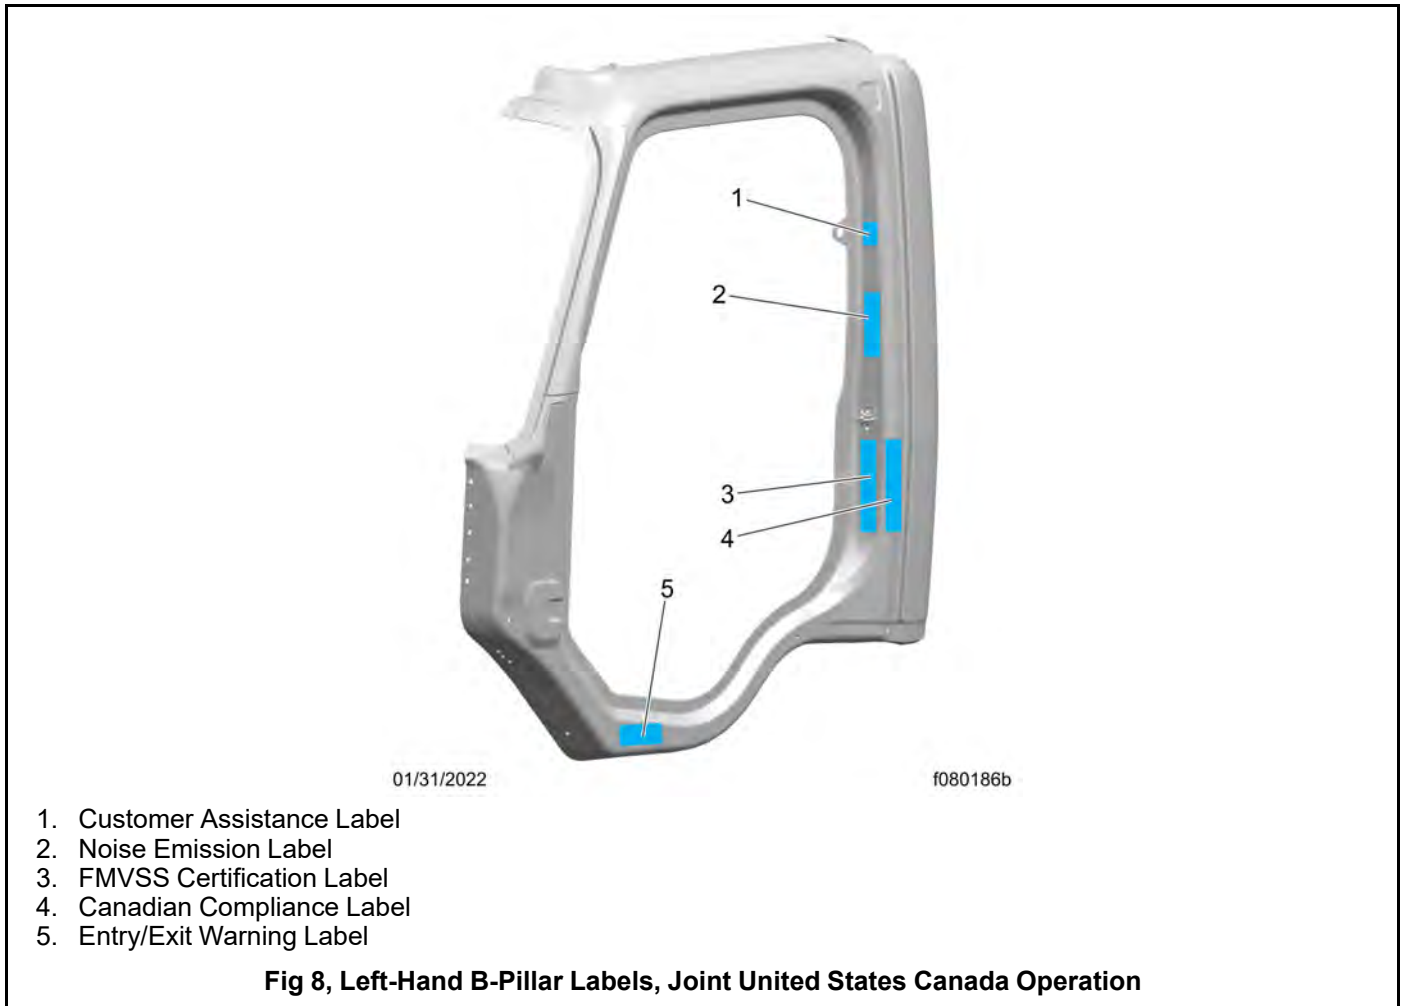 1
2
3
4
5
01/31/2022
f080186b
1. Customer Assistance Label
2. Noise Emission Label
3. FMVSS Certification Label
4. Canadian Compliance Label
5. Entry/Exit Warning Label
Fig 8, Left-Hand B-Pillar Labels, Joint United States Canada Operation